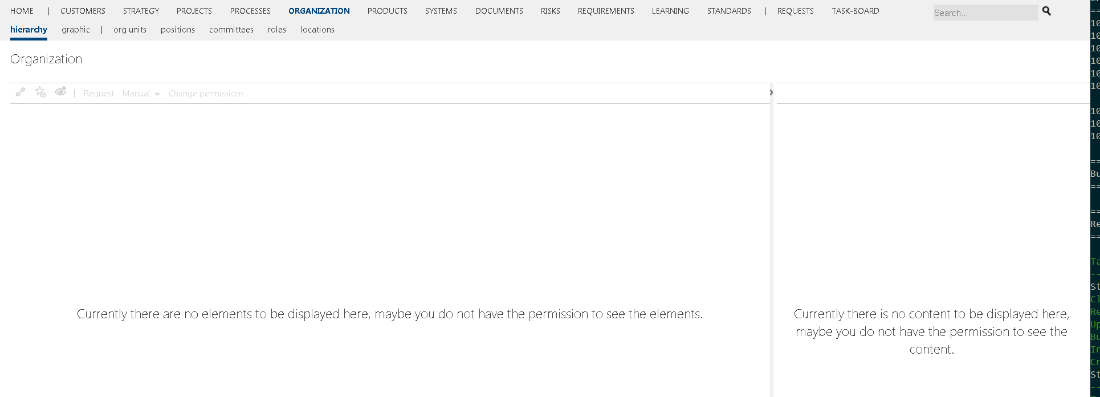 HOME | CUSTOMERS STRATEGY PROJECTS PROCESSES ORGANIZATION PRODUCTS SYSTEMS DOCUMENTS RISKS REQUIREMENTS LEARNING STANDARDS | REQUESTS TASK-BOARD Search...
hierarchy graphic | org units positions committees roles locations
Organization
| Request Manual Change permissions
Currently there are no elements to be displayed here, maybe you do not have the permission to see the elements.
Currently there is no content to be displayed here,
maybe you do not have the permission to see the
content.